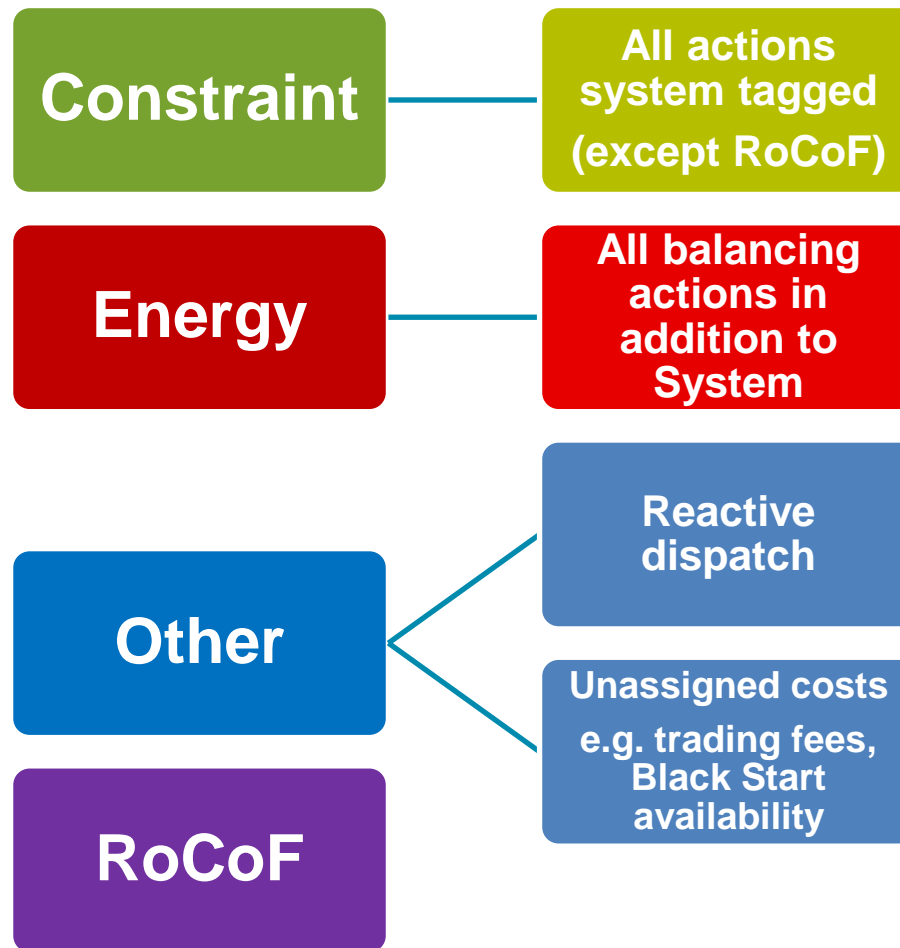 Constraint
All actions
system tagged
(except RoCoF)
Energy
All balancing
actions in
addition to
System
Other
Reactive
dispatch
Unassigned costs
e.g. trading fees,
Black Start
availability
RoCoF